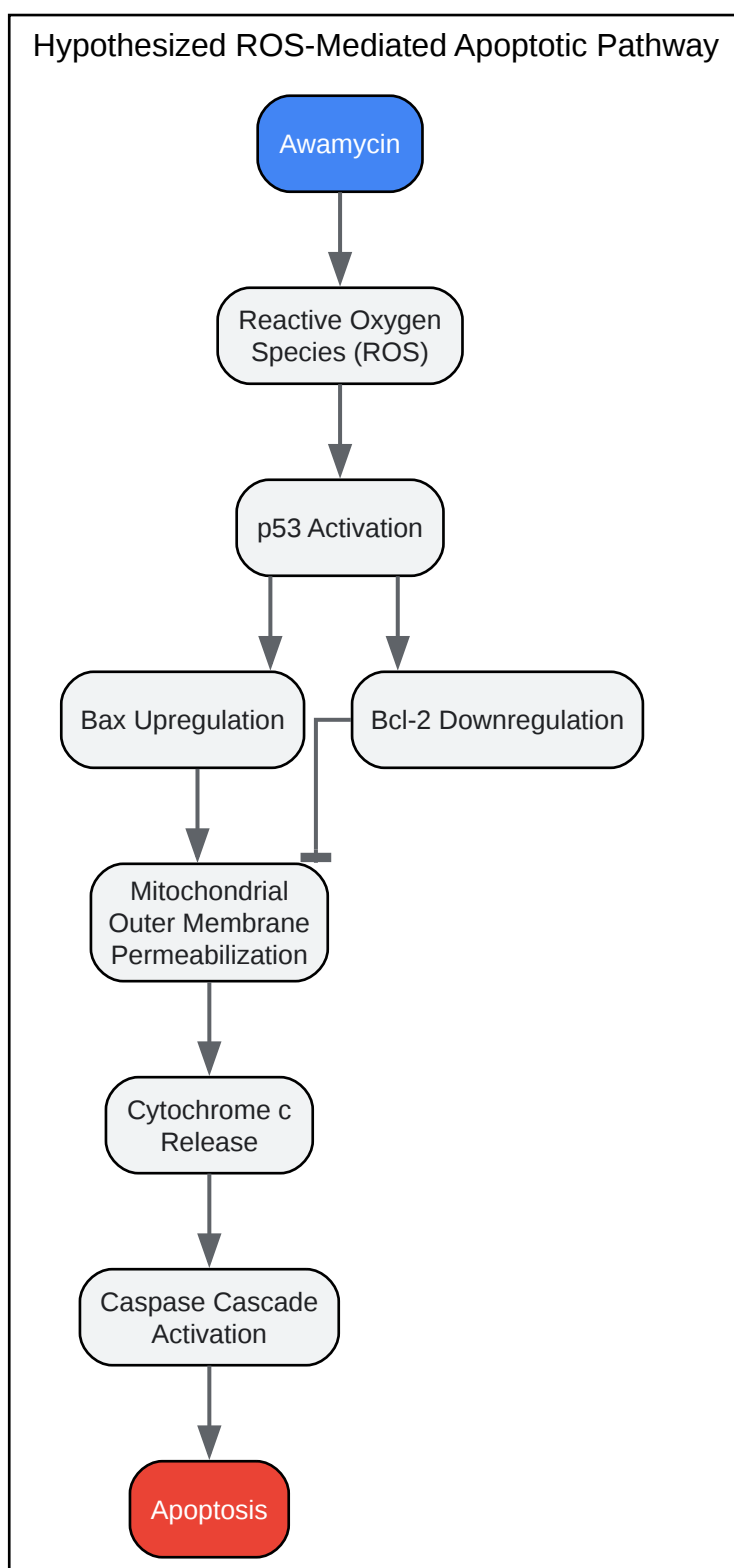 Hypothesized ROS-Mediated Apoptotic Pathway
Awamycin
Reactive Oxygen
Species (ROS)
p53 Activation
Bax Upregulation
Bcl-2 Downregulation
Mitochondrial
Outer Membrane
Permeabilization
Cytochrome c
Release
Caspase Cascade
Activation
Apoptosis